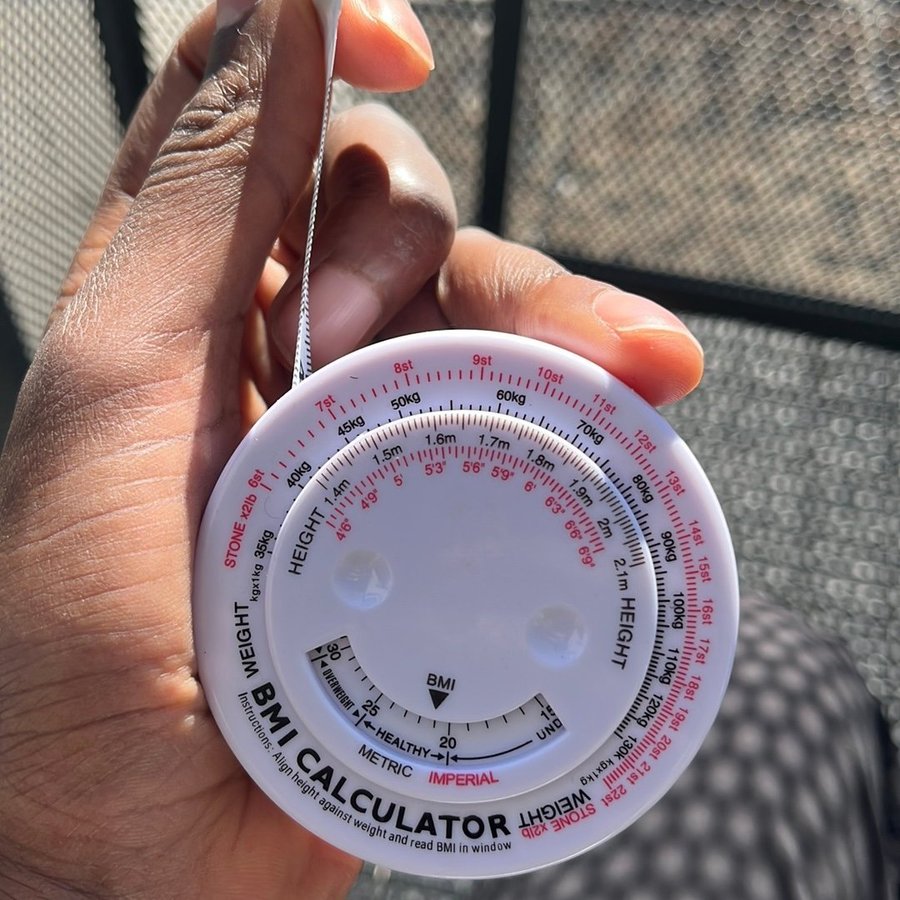 STONE x2lb 6st 7st 8st 9st 10st 11st 12st 13st 14st 15st 16st 17st 18st 19st 20st 21st 22st STONE x2lb
WEIGHT kgx1kg 35kg 40kg 45kg 50kg 60kg 70kg 80kg 90kg 100kg 110kg 120kg 130k kgx1kg WEIGHT
HEIGHT 1.4m 1.5m 1.6m 1.7m 1.8m 1.9m 2m 2.1m HEIGHT
4'6" 4'9" 5' 5'3" 5'6" 5'9" 6' 6'3" 6'6" 6'9"
BMI
30 25 20 15
OVERWEIGHT HEALTHY UND
METRIC IMPERIAL
BMI CALCULATOR
Instructions: Align height against weight and read BMI in window